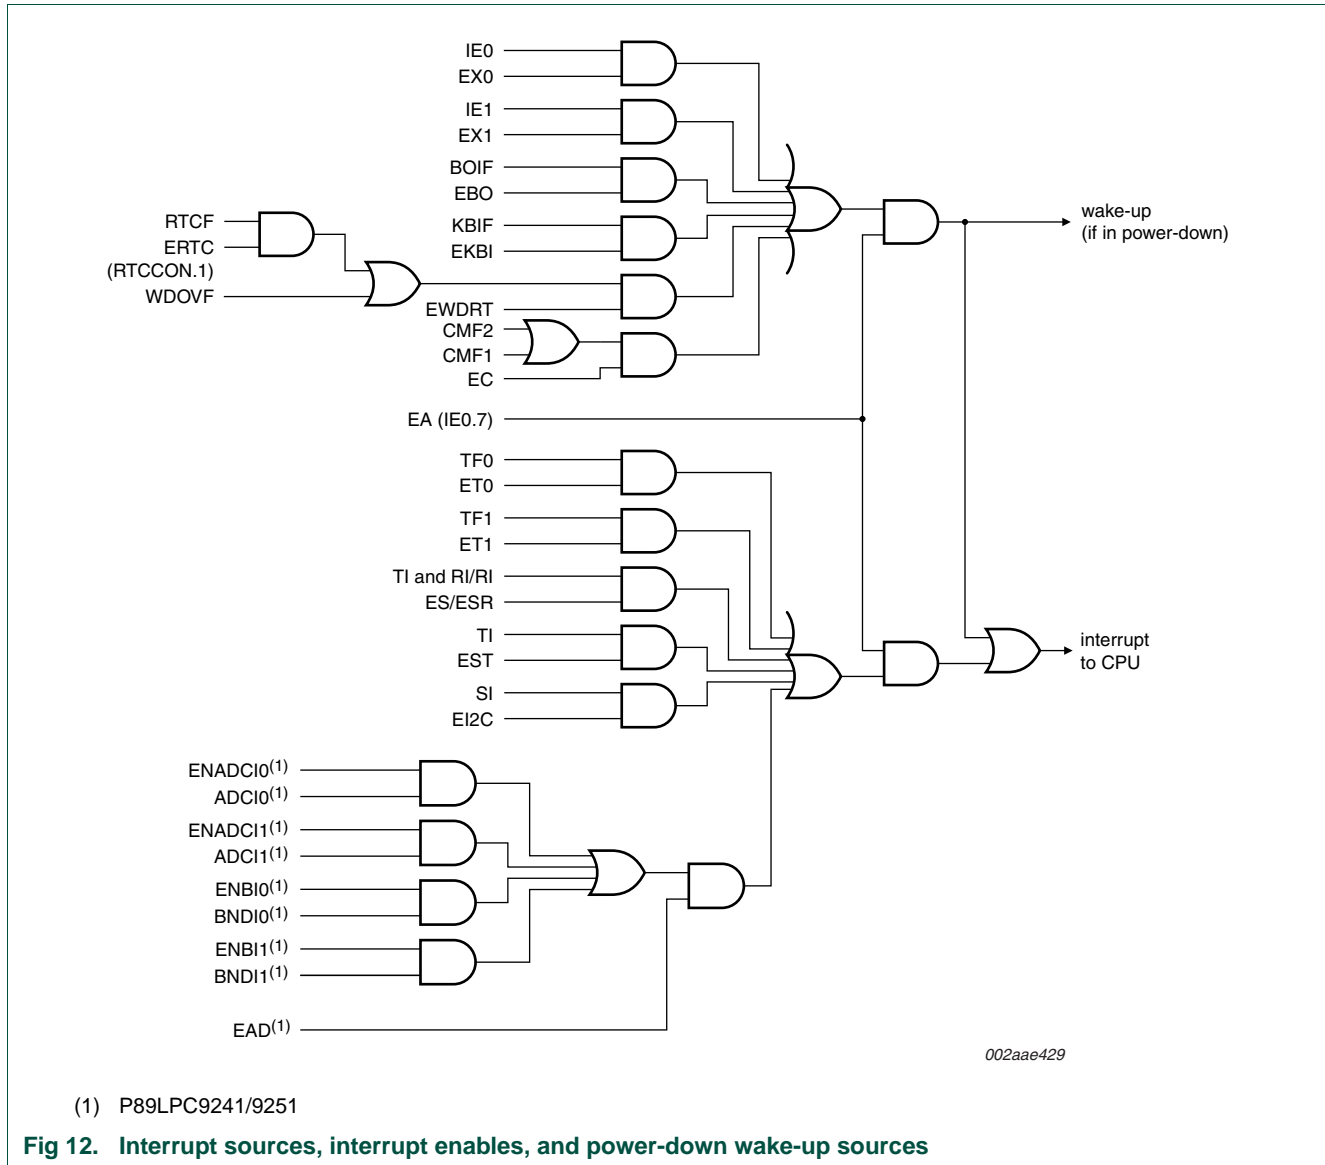 IE0
EX0
IE1
EX1
BOIF
EBO
KBIF
EKBI
RTCF
ERTC
(RTCCON.1)
WDOVF
EWDRT
CMF2
CMF1
EC
EA (IE0.7)
wake-up
(if in power-down)
TF0
ET0
TF1
ET1
TI and RI/RI
ES/ESR
TI
EST
SI
EI2C
interrupt
to CPU
ENADCI0(1)
ADCI0(1)
ENADCI1(1)
ADCI1(1)
ENBI0(1)
BNDI0(1)
ENBI1(1)
BNDI1(1)
EAD(1)
002aae429
(1) P89LPC9241/9251
Fig 12. Interrupt sources, interrupt enables, and power-down wake-up sources